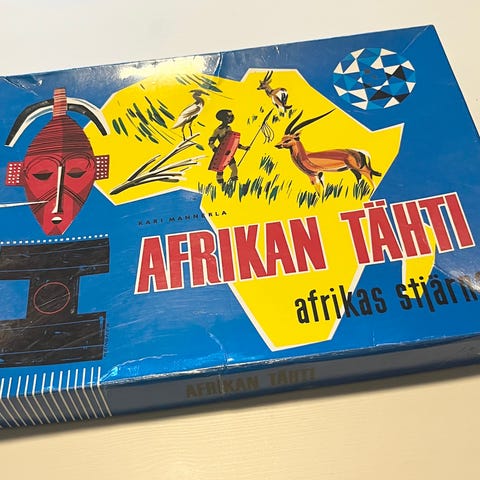 KARI MANNERLA
AFRIKAN TÄHTI
afrikas stjärn
AFRIKAN TÄHTI